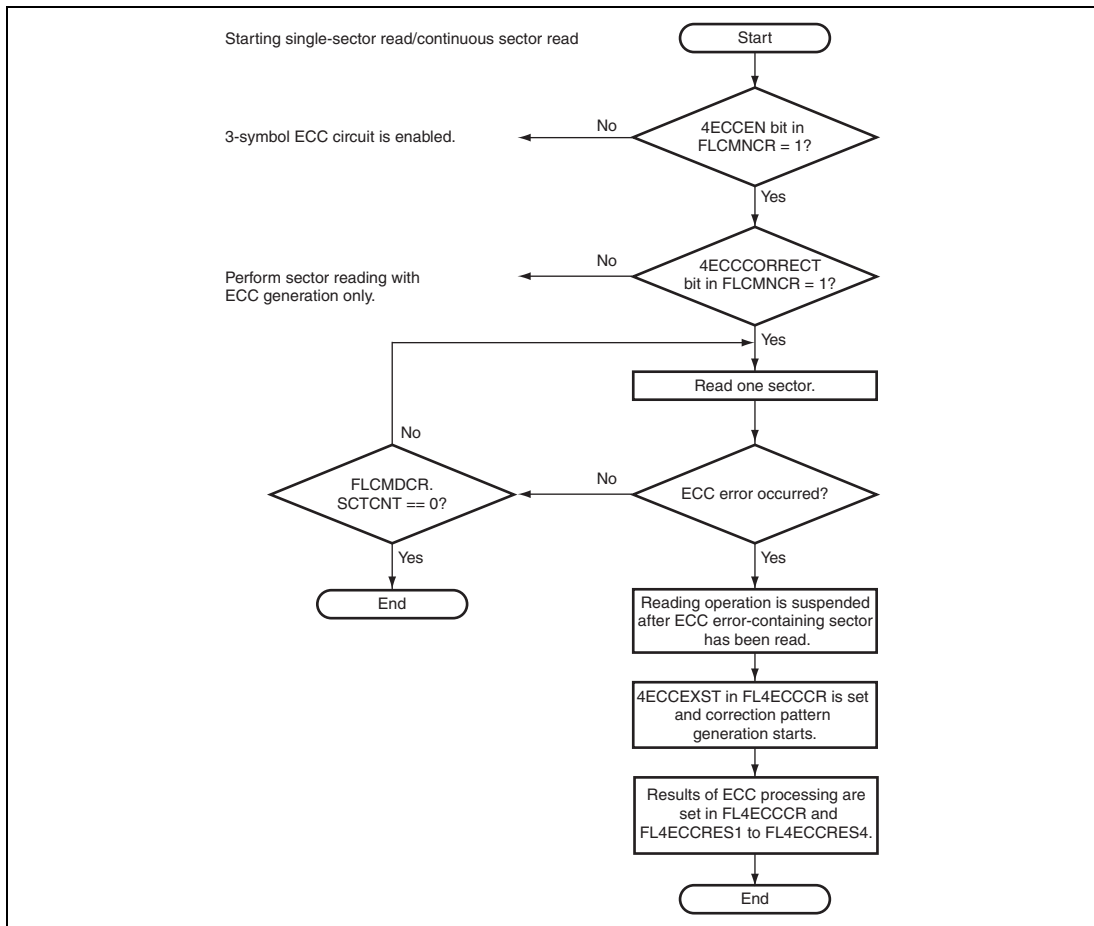 Starting single-sector read/continuous sector read
Start
3-symbol ECC circuit is enabled.
No
4ECCEN bit in
FLCMNCR = 1?
Yes
Perform sector reading with
ECC generation only.
No
4ECCCORRECT
bit in FLCMNCR = 1?
Yes
Read one sector.
No
FLCMDCR.
SCTCNT == 0?
No
ECC error occurred?
Yes
Yes
End
Reading operation is suspended
after ECC error-containing sector
has been read.
4ECCEXST in FL4ECCCR is set
and correction pattern
generation starts.
Results of ECC processing are
set in FL4ECCCR and
FL4ECCRES1 to FL4ECCRES4.
End